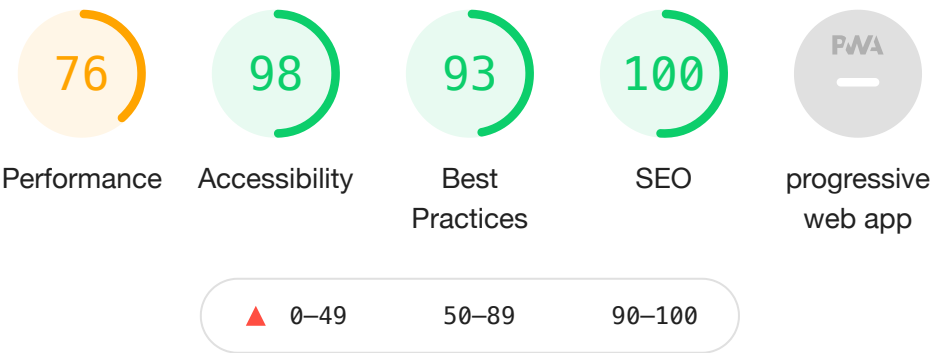 76
98
93
100
PWA
Performance
Accessibility
Best
Practices
SEO
progressive
web app
0–49
50–89
90–100